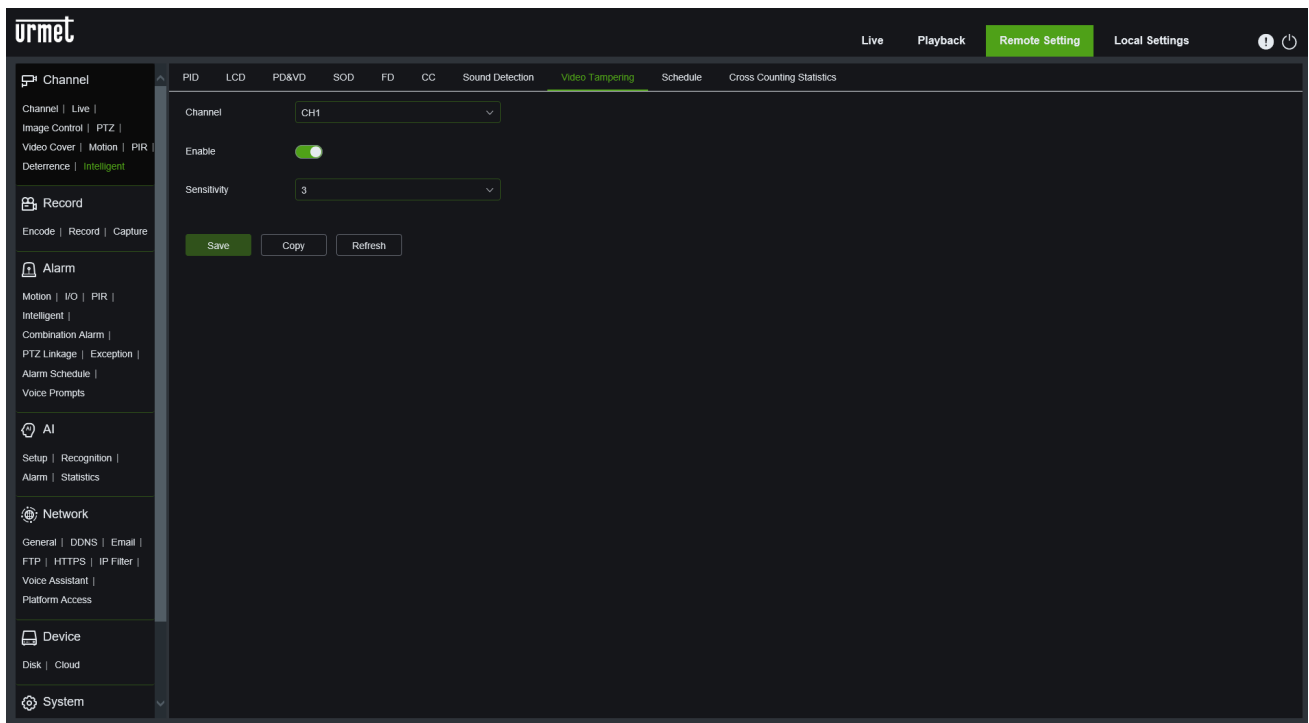 urmet
Live Playback Remote Setting Local Settings
Channel
Channel | Live |
Image Control | PTZ |
Video Cover | Motion | PIR |
Deterrence | Intelligent
Record
Encode | Record | Capture
Alarm
Motion | I/O | PIR |
Intelligent |
Combination Alarm |
PTZ Linkage | Exception |
Alarm Schedule |
Voice Prompts
AI
Setup | Recognition |
Alarm | Statistics
Network
General | DDNS | Email |
FTP | HTTPS | IP Filter |
Voice Assistant |
Platform Access
Device
Disk | Cloud
System
PID LCD PD&VD SOD FD CC Sound Detection Video Tampering Schedule Cross Counting Statistics
Channel CH1
Enable
Sensitivity 3
Save Copy Refresh